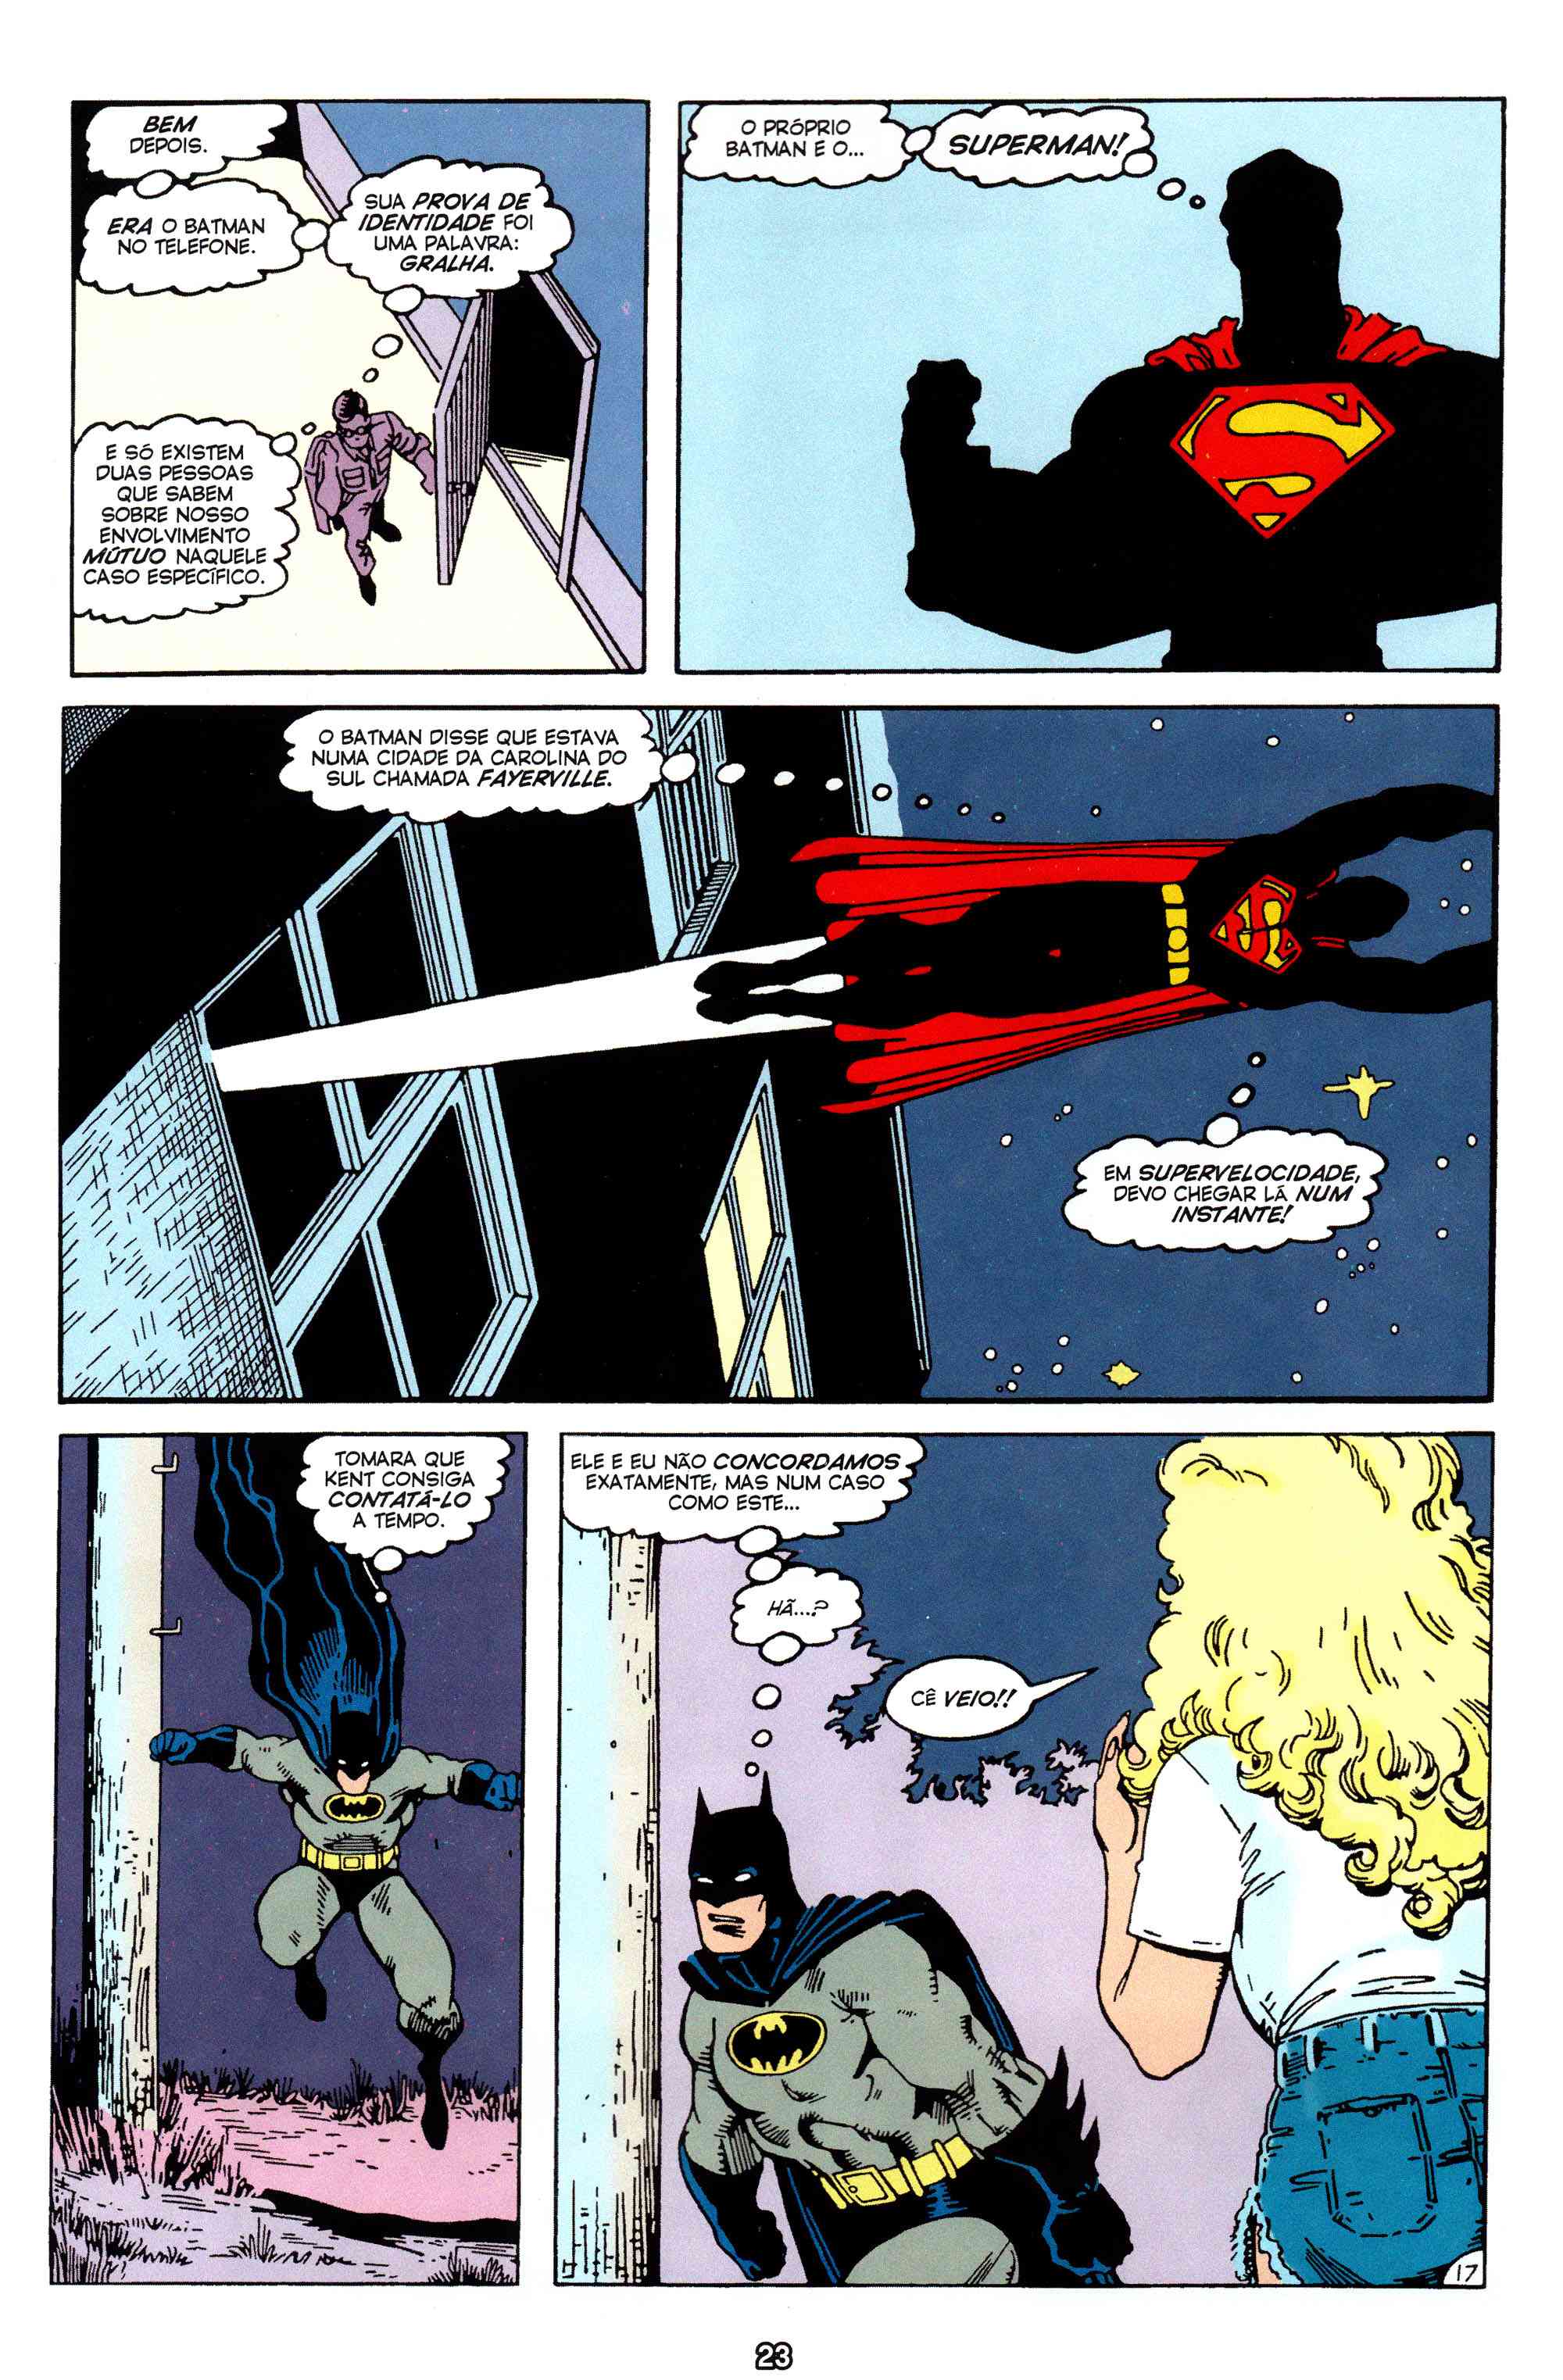 BEM
DEPOIS.
ERA O BATMAN
NO TELEFONE.
SUA PROVA DE
IDENTIDADE FOI
UMA PALAVRA:
GRALHA.
E SÓ EXISTEM
DUAS PESSOAS
QUE SABEM
SOBRE NOSSO
ENVOLVIMENTO
MÚTUO NAQUELE
CASO ESPECÍFICO.
O PRÓPRIO
BATMAN E O...
SUPERMAN!
S
O BATMAN DISSE QUE ESTAVA
NUMA CIDADE DA CAROLINA DO
SUL CHAMADA FAYERVILLE.
S
EM SUPERVELOCIDADE,
DEVO CHEGAR LÁ NUM
INSTANTE!
TOMARA QUE
KENT CONSIGA
CONTATÁ-LO
A TEMPO.
ELE E EU NÃO CONCORDAMOS
EXATAMENTE, MAS NUM CASO
COMO ESTE...
HÃ...?
CÊ VEIO!!
17
23